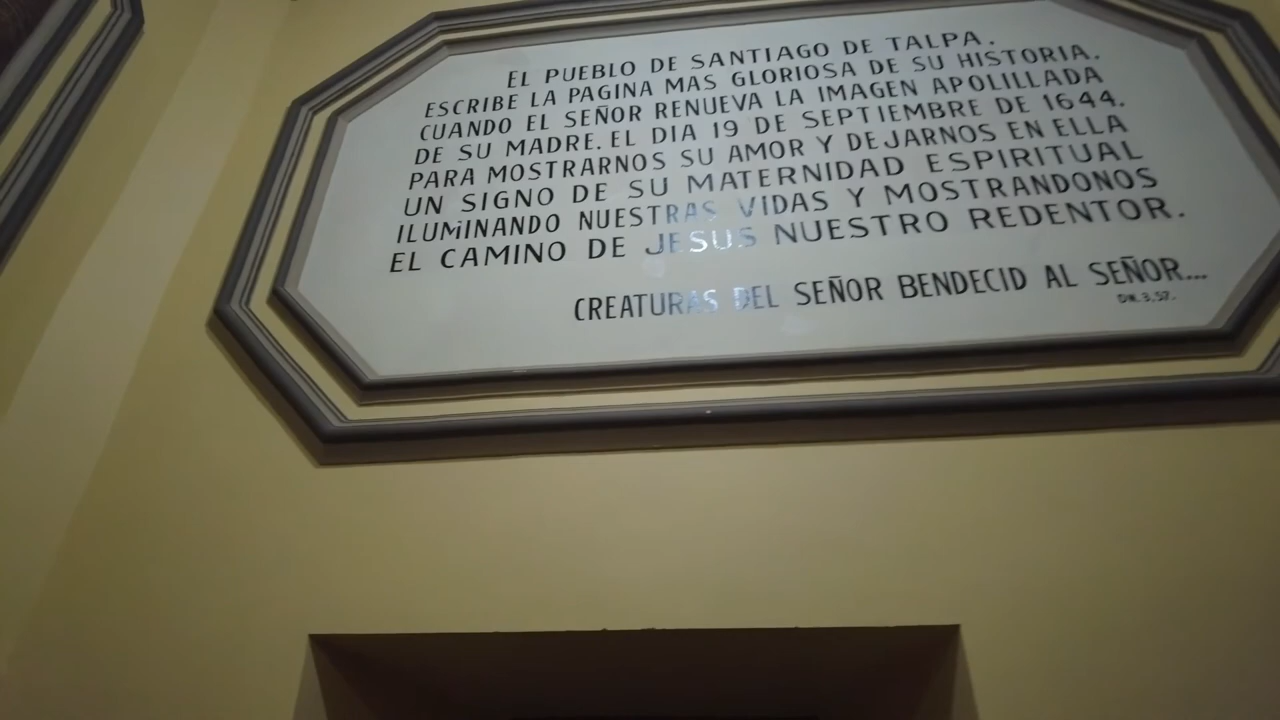 EL PUEBLO DE SANTIAGO DE TALPA.
ESCRIBE LA PAGINA MAS GLORIOSA DE SU HISTORIA.
CUANDO EL SEÑOR RENUEVA LA IMAGEN APOLILLADA
DE SU MADRE. EL DIA 19 DE SEPTIEMBRE DE 1644.
PARA MOSTRARNOS SU AMOR Y DEJARNOS EN ELLA
UN SIGNO DE SU MATERNIDAD ESPIRITUAL
ILUMiNANDO NUESTRAS VIDAS Y MOSTRANDONOS
EL CAMINO DE JESUS NUESTRO REDENTOR.
CREATURAS DEL SEÑOR BENDECID AL SEÑOR...
DN. 3,57.